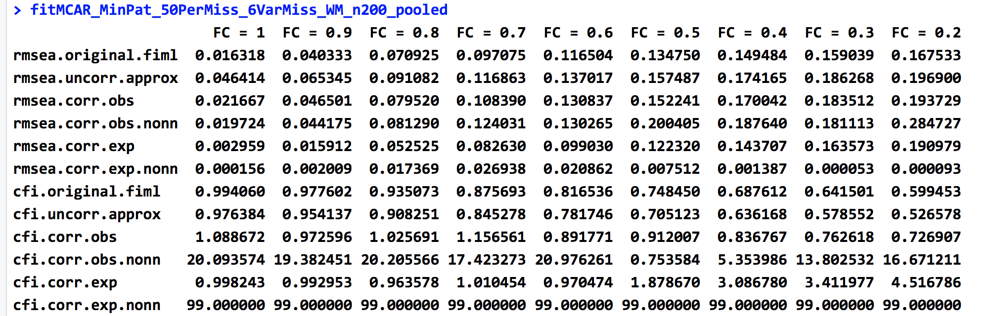 > fitMCAR_MinPat_50PerMiss_6VarMiss_WM_n200_pooled
FC = 1 FC = 0.9 FC = 0.8 FC = 0.7 FC = 0.6 FC = 0.5 FC = 0.4 FC = 0.3 FC = 0.2
rmsea.original.fiml 0.016318 0.040333 0.070925 0.097075 0.116504 0.134750 0.149484 0.159039 0.167533
rmsea.uncorr.approx 0.046414 0.065345 0.091082 0.116863 0.137017 0.157487 0.174165 0.186268 0.196900
rmsea.corr.obs 0.021667 0.046501 0.079520 0.108390 0.130837 0.152241 0.170042 0.183512 0.193729
rmsea.corr.obs.nonn 0.019724 0.044175 0.081290 0.124031 0.130265 0.200405 0.187640 0.181113 0.284727
rmsea.corr.exp 0.002959 0.015912 0.052525 0.082630 0.099030 0.122320 0.143707 0.163573 0.190979
rmsea.corr.exp.nonn 0.000156 0.002009 0.017369 0.026938 0.020862 0.007512 0.001387 0.000053 0.000093
cfi.original.fiml 0.994060 0.977602 0.935073 0.875693 0.816536 0.748450 0.687612 0.641501 0.599453
cfi.uncorr.approx 0.976384 0.954137 0.908251 0.845278 0.781746 0.705123 0.636168 0.578552 0.526578
cfi.corr.obs 1.088672 0.972596 1.025691 1.156561 0.891771 0.912007 0.836767 0.762618 0.726907
cfi.corr.obs.nonn 20.093574 19.382451 20.205566 17.423273 20.976261 0.753584 5.353986 13.802532 16.671211
cfi.corr.exp 0.998243 0.992953 0.963578 1.010454 0.970474 1.878670 3.086780 3.411977 4.516786
cfi.corr.exp.nonn 99.000000 99.000000 99.000000 99.000000 99.000000 99.000000 99.000000 99.000000 99.000000